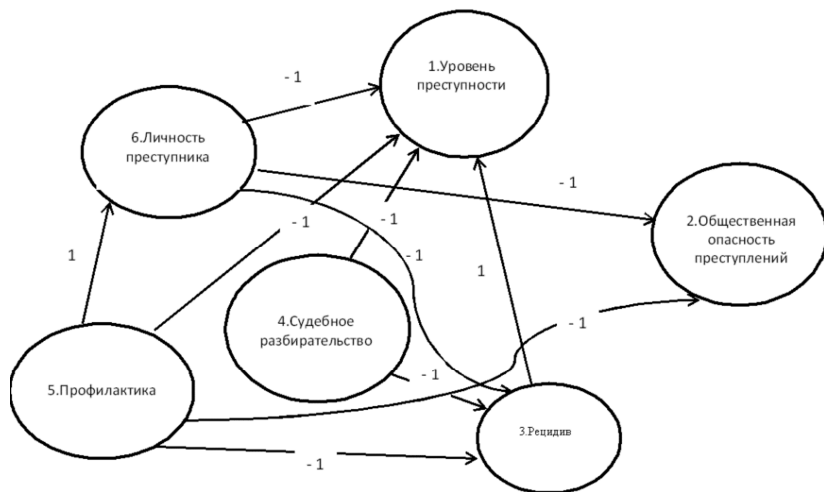 1.Уровень
преступности
- 1
6.Личность
преступника
- 1
2.Общественная
опасность
преступлений
- 1
- 1
- 1
1
1
4.Судебное
разбирательство
- 1
- 1
5.Профилактика
3.Рецидив
- 1